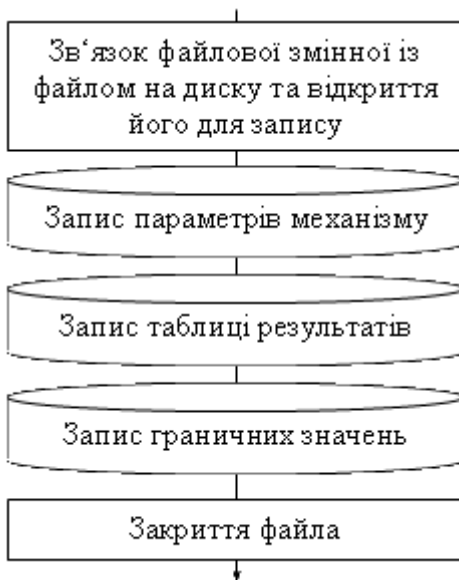 Зв‘язок файлової змінної із
файлом на диску та відкриття
його для запису
Запис параметрів механізму
Запис таблиці результатів
Запис граничних значень
Закриття файла